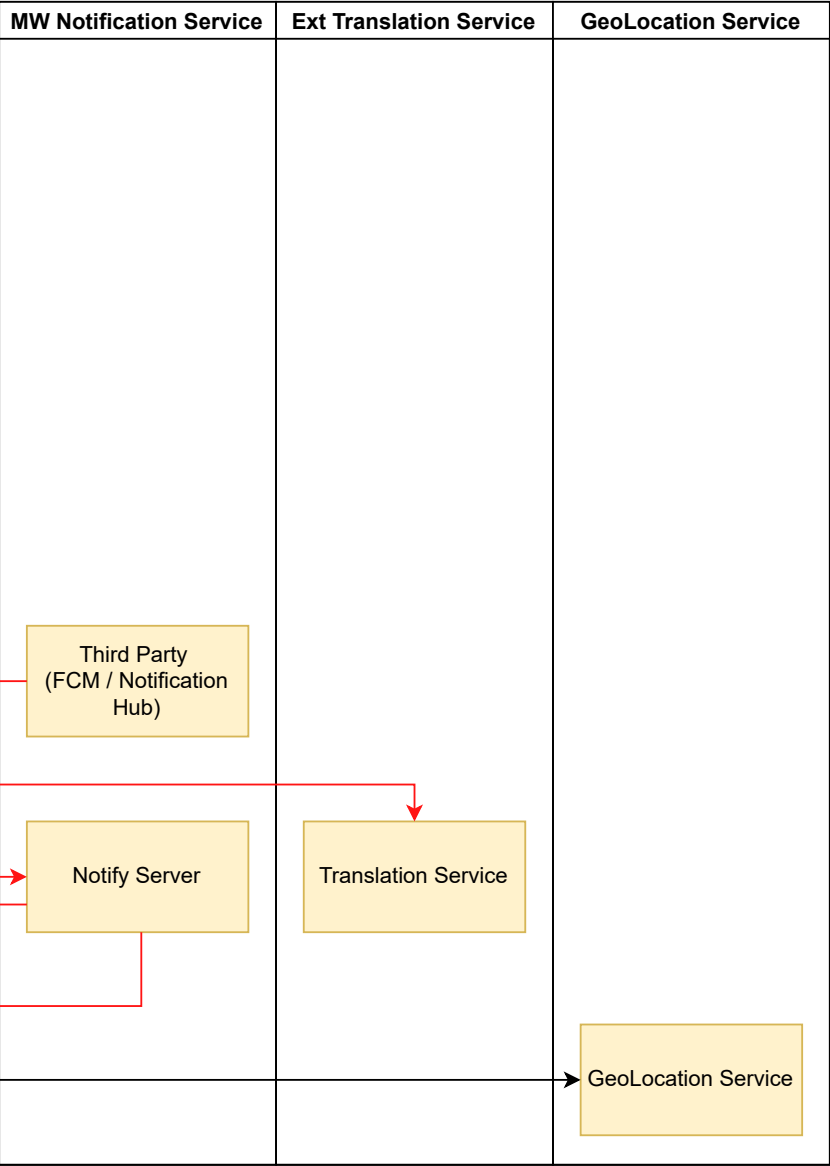 MW Notification Service
Ext Translation Service
GeoLocation Service
Third Party
(FCM / Notification
Hub)
Notify Server
Translation Service
GeoLocation Service